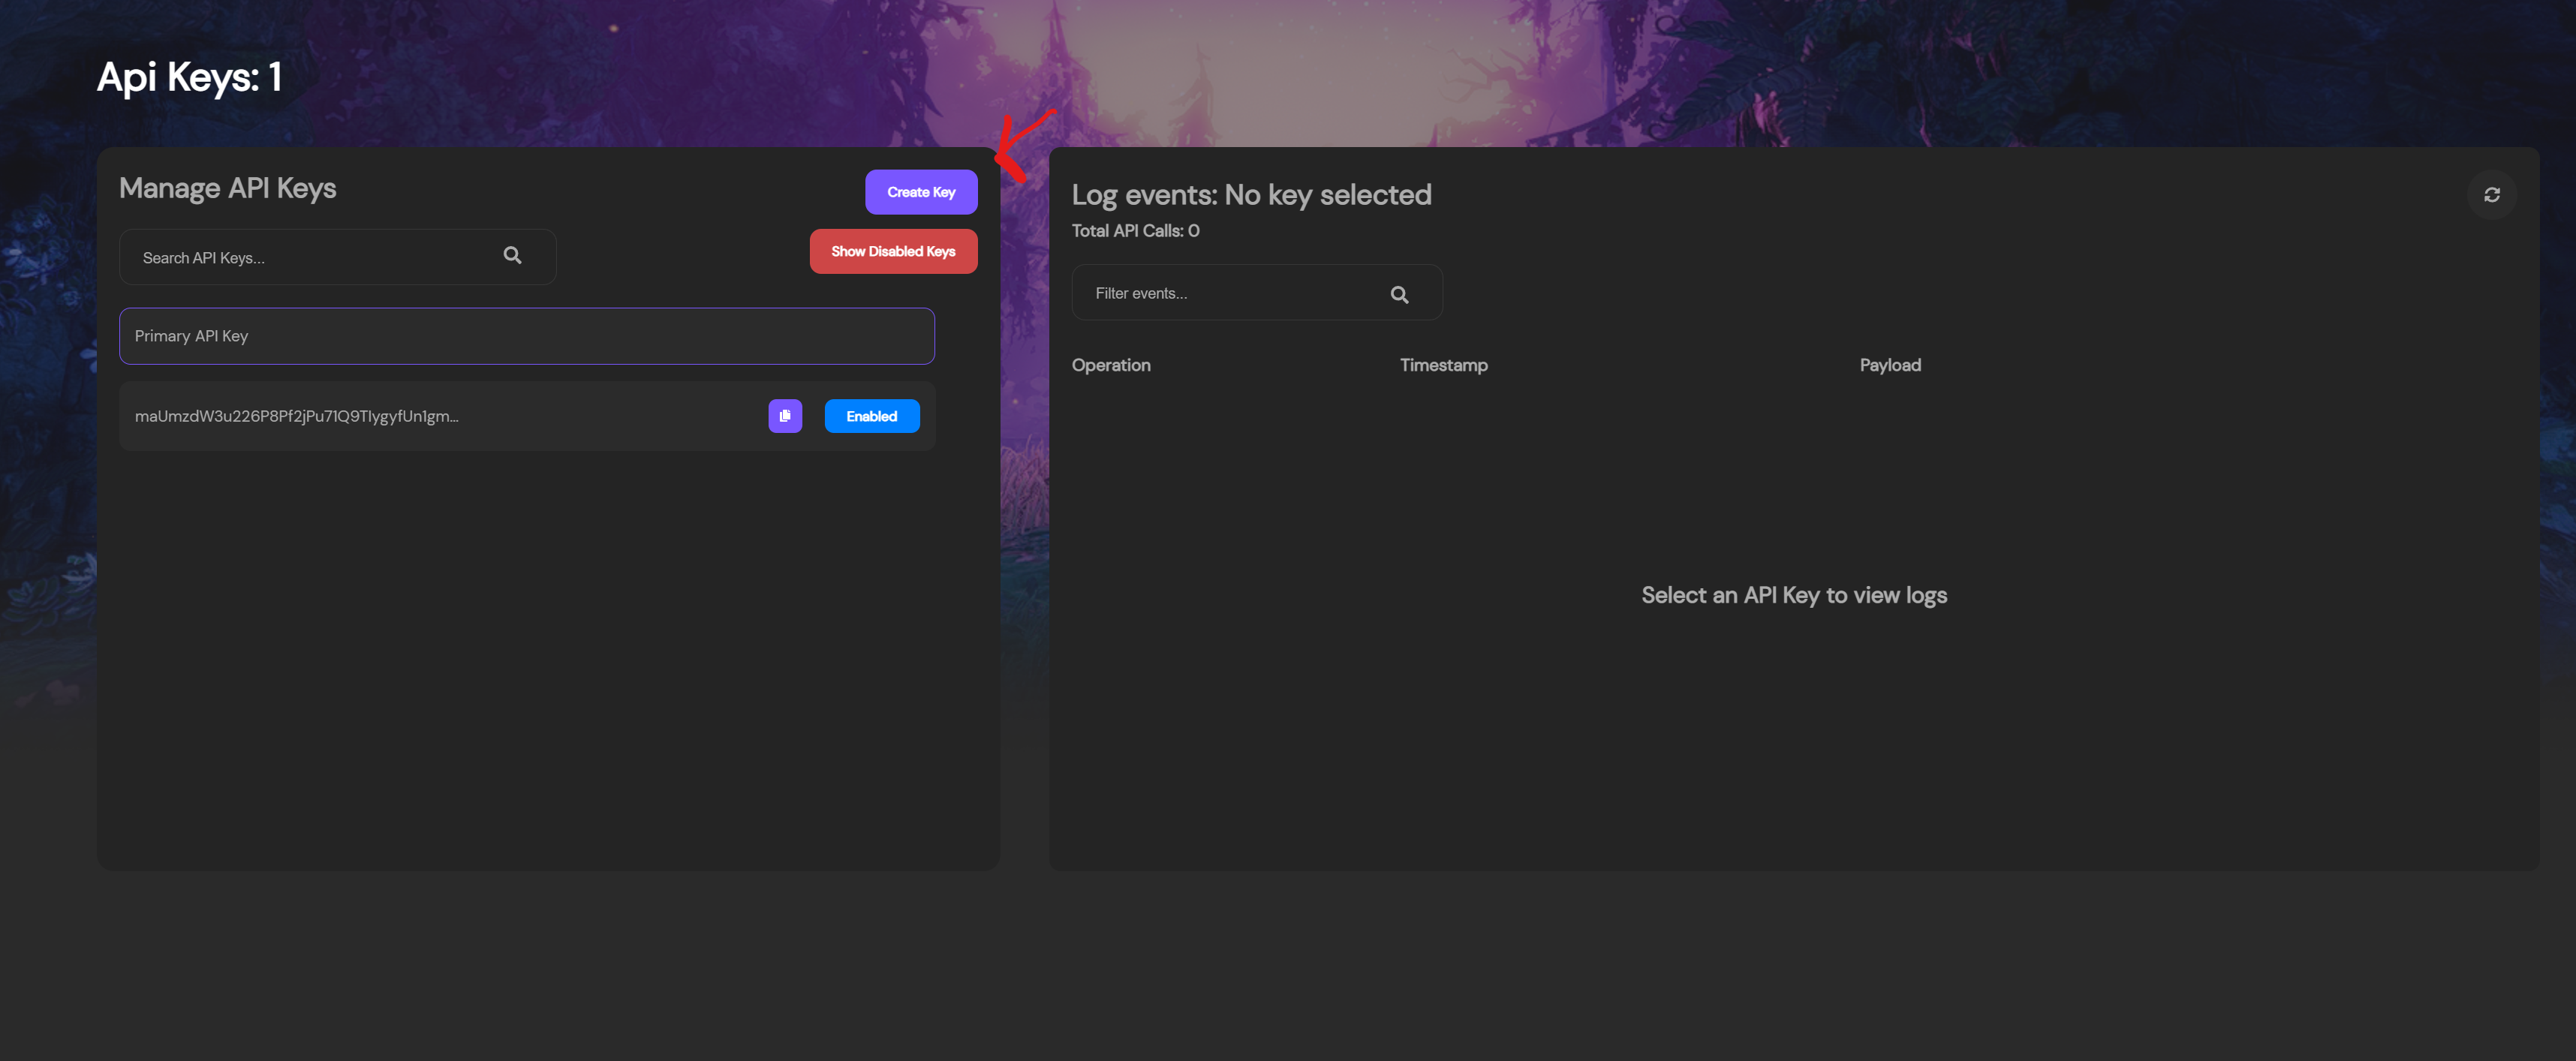 Api Keys: 1
Manage API Keys
Create Key
Search API Keys...
Show Disabled Keys
Primary API Key
maUmzdW3u226P8Pf2jPu71Q9TIygyfUn1gm...
Enabled
Log events: No key selected
Total API Calls: 0
Filter events...
Operation Timestamp Payload
Select an API Key to view logs